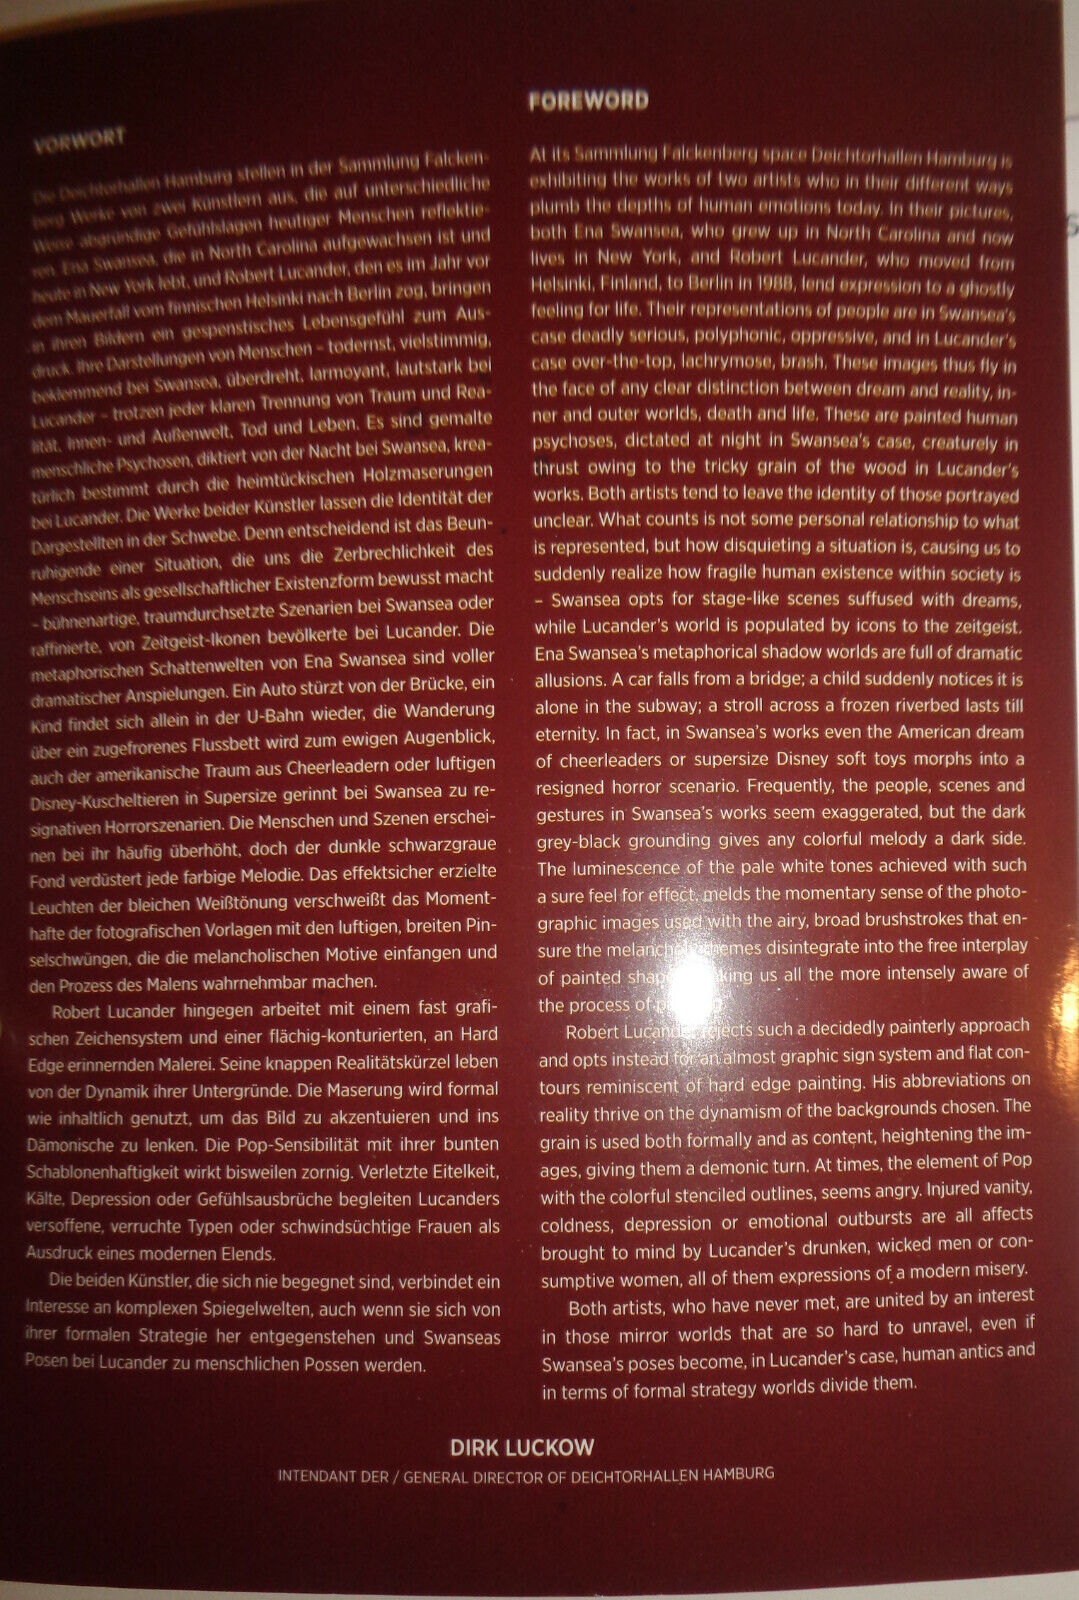 VORWORT
Die Deichtorhallen Hamburg stellen in der Sammlung Falcken-
berg Werke von zwei Künstlern aus, die auf unterschiedliche
Weise abgründige Gefühlslagen heutiger Menschen reflektie-
ren. Ena Swansea, die in North Carolina aufgewachsen ist und
heute in New York lebt, und Robert Lucander, den es im Jahr vor
dem Mauerfall vom finnischen Helsinki nach Berlin zog, bringen
in ihren Bildern ein gespenstisches Lebensgefühl zum Aus-
druck. Ihre Darstellungen von Menschen – todernst, vielstimmig,
beklemmend bei Swansea, überdreht, larmoyant, lautstark bei
Lucander – trotzen jeder klaren Trennung von Traum und Rea-
lität, Innen- und Außenwelt, Tod und Leben. Es sind gemalte
menschliche Psychosen, diktiert von der Nacht bei Swansea, krea-
türlich bestimmt durch die heimtückischen Holzmaserungen
bei Lucander. Die Werke beider Künstler lassen die Identität der
Dargestellten in der Schwebe. Denn entscheidend ist das Beun-
ruhigende einer Situation, die uns die Zerbrechlichkeit des
Menschseins als gesellschaftlicher Existenzform bewusst macht
– bühnenartige, traumdurchsetzte Szenarien bei Swansea oder
raffinierte, von Zeitgeist-Ikonen bevölkerte bei Lucander. Die
metaphorischen Schattenwelten von Ena Swansea sind voller
dramatischer Anspielungen. Ein Auto stürzt von der Brücke, ein
Kind findet sich allein in der U-Bahn wieder, die Wanderung
über ein zugefrorenes Flussbett wird zum ewigen Augenblick,
auch der amerikanische Traum aus Cheerleadern oder luftigen
Disney-Kuscheltieren in Supersize gerinnt bei Swansea zu re-
signativen Horrorszenarien. Die Menschen und Szenen erschei-
nen bei ihr häufig überhöht, doch der dunkle schwarzgraue
Fond verdüstert jede farbige Melodie. Das effektsicher erzielte
Leuchten der bleichen Weißtönung verschweißt das Moment-
hafte der fotografischen Vorlagen mit den luftigen, breiten Pin-
selschwüngen, die die melancholischen Motive einfangen und
den Prozess des Malens wahrnehmbar machen.
Robert Lucander hingegen arbeitet mit einem fast grafi-
schen Zeichensystem und einer flächig-konturierten, an Hard
Edge erinnernden Malerei. Seine knappen Realitätskürzel leben
von der Dynamik ihrer Untergründe. Die Maserung wird formal
wie inhaltlich genutzt, um das Bild zu akzentuieren und ins
Dämonische zu lenken. Die Pop-Sensibilität mit ihrer bunten
Schablonenhaftigkeit wirkt bisweilen zornig. Verletzte Eitelkeit,
Kälte, Depression oder Gefühlsausbrüche begleiten Lucanders
versoffene, verruchte Typen oder schwindsüchtige Frauen als
Ausdruck eines modernen Elends.
Die beiden Künstler, die sich nie begegnet sind, verbindet ein
Interesse an komplexen Spiegelwelten, auch wenn sie sich von
ihrer formalen Strategie her entgegenstehen und Swanseas
Posen bei Lucander zu menschlichen Possen werden.
FOREWORD
At its Sammlung Falckenberg space Deichtorhallen Hamburg is
exhibiting the works of two artists who in their different ways
plumb the depths of human emotions today. In their pictures,
both Ena Swansea, who grew up in North Carolina and now
lives in New York, and Robert Lucander, who moved from
Helsinki, Finland, to Berlin in 1988, lend expression to a ghostly
feeling for life. Their representations of people are in Swansea's
case deadly serious, polyphonic, oppressive, and in Lucander's
case over-the-top, lachrymose, brash. These images thus fly in
the face of any clear distinction between dream and reality, in-
ner and outer worlds, death and life. These are painted human
psychoses, dictated at night in Swansea's case, creaturely in
thrust owing to the tricky grain of the wood in Lucander's
works. Both artists tend to leave the identity of those portrayed
unclear. What counts is not some personal relationship to what
is represented, but how disquieting a situation is, causing us to
suddenly realize how fragile human existence within society is
– Swansea opts for stage-like scenes suffused with dreams,
while Lucander's world is populated by icons to the zeitgeist.
Ena Swansea's metaphorical shadow worlds are full of dramatic
allusions. A car falls from a bridge; a child suddenly notices it is
alone in the subway; a stroll across a frozen riverbed lasts till
eternity. In fact, in Swansea's works even the American dream
of cheerleaders or supersize Disney soft toys morphs into a
resigned horror scenario. Frequently, the people, scenes and
gestures in Swansea's works seem exaggerated, but the dark
grey-black grounding gives any colorful melody a dark side.
The luminescence of the pale white tones achieved with such
a sure feel for effect, melds the momentary sense of the photo-
graphic images used with the airy, broad brushstrokes that en-
sure the disintegrate into the free interplay
of painted us all the more intensely aware of
the process of
Robert Lucander rejects such a decidedly painterly approach
and opts instead for an almost graphic sign system and flat con-
tours reminiscent of hard edge painting. His abbreviations on
reality thrive on the dynamism of the backgrounds chosen. The
grain is used both formally and as content, heightening the im-
ages, giving them a demonic turn. At times, the element of Pop
with the colorful stenciled outlines, seems angry. Injured vanity,
coldness, depression or emotional outbursts are all affects
brought to mind by Lucander's drunken, wicked men or con-
sumptive women, all of them expressions of a modern misery.
Both artists, who have never met, are united by an interest
in those mirror worlds that are so hard to unravel, even if
Swansea's poses become, in Lucander's case, human antics and
in terms of formal strategy worlds divide them.
DIRK LUCKOW
INTENDANT DER / GENERAL DIRECTOR OF DEICHTORHALLEN HAMBURG